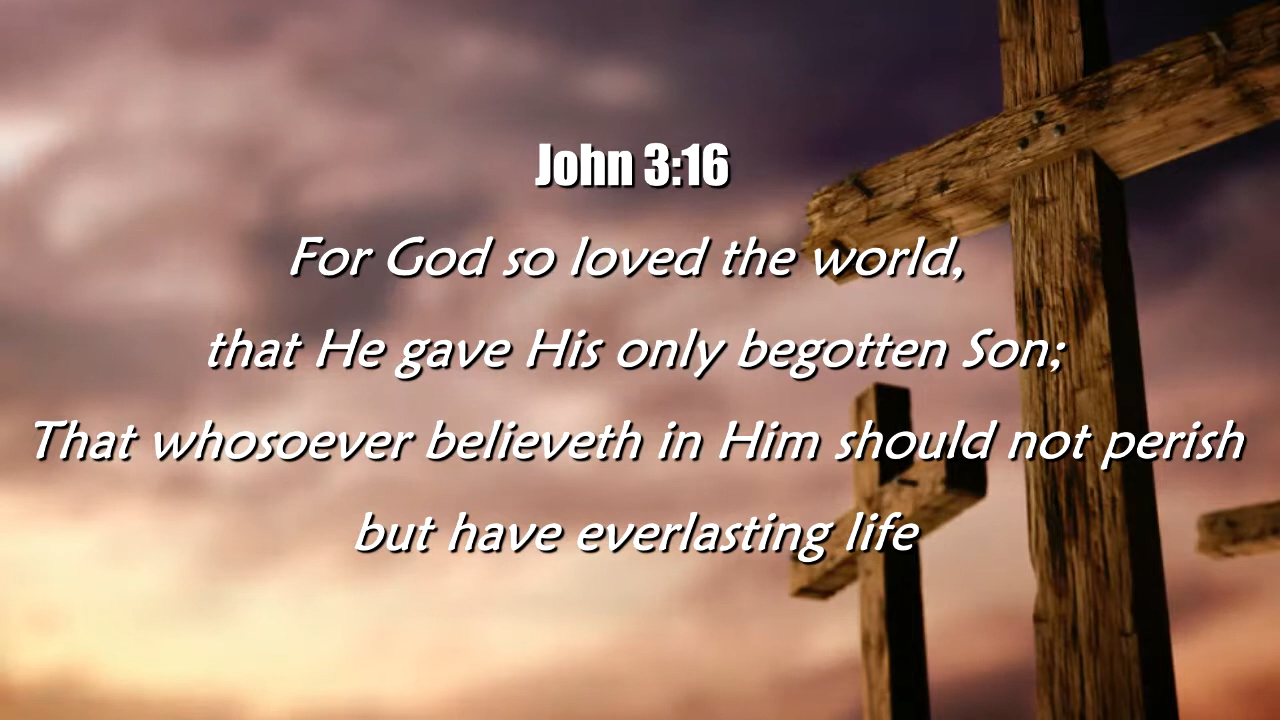 John 3:16
For God so loved the world,
that He gave His only begotten Son;
That whosoever believeth in Him should not perish
but have everlasting life